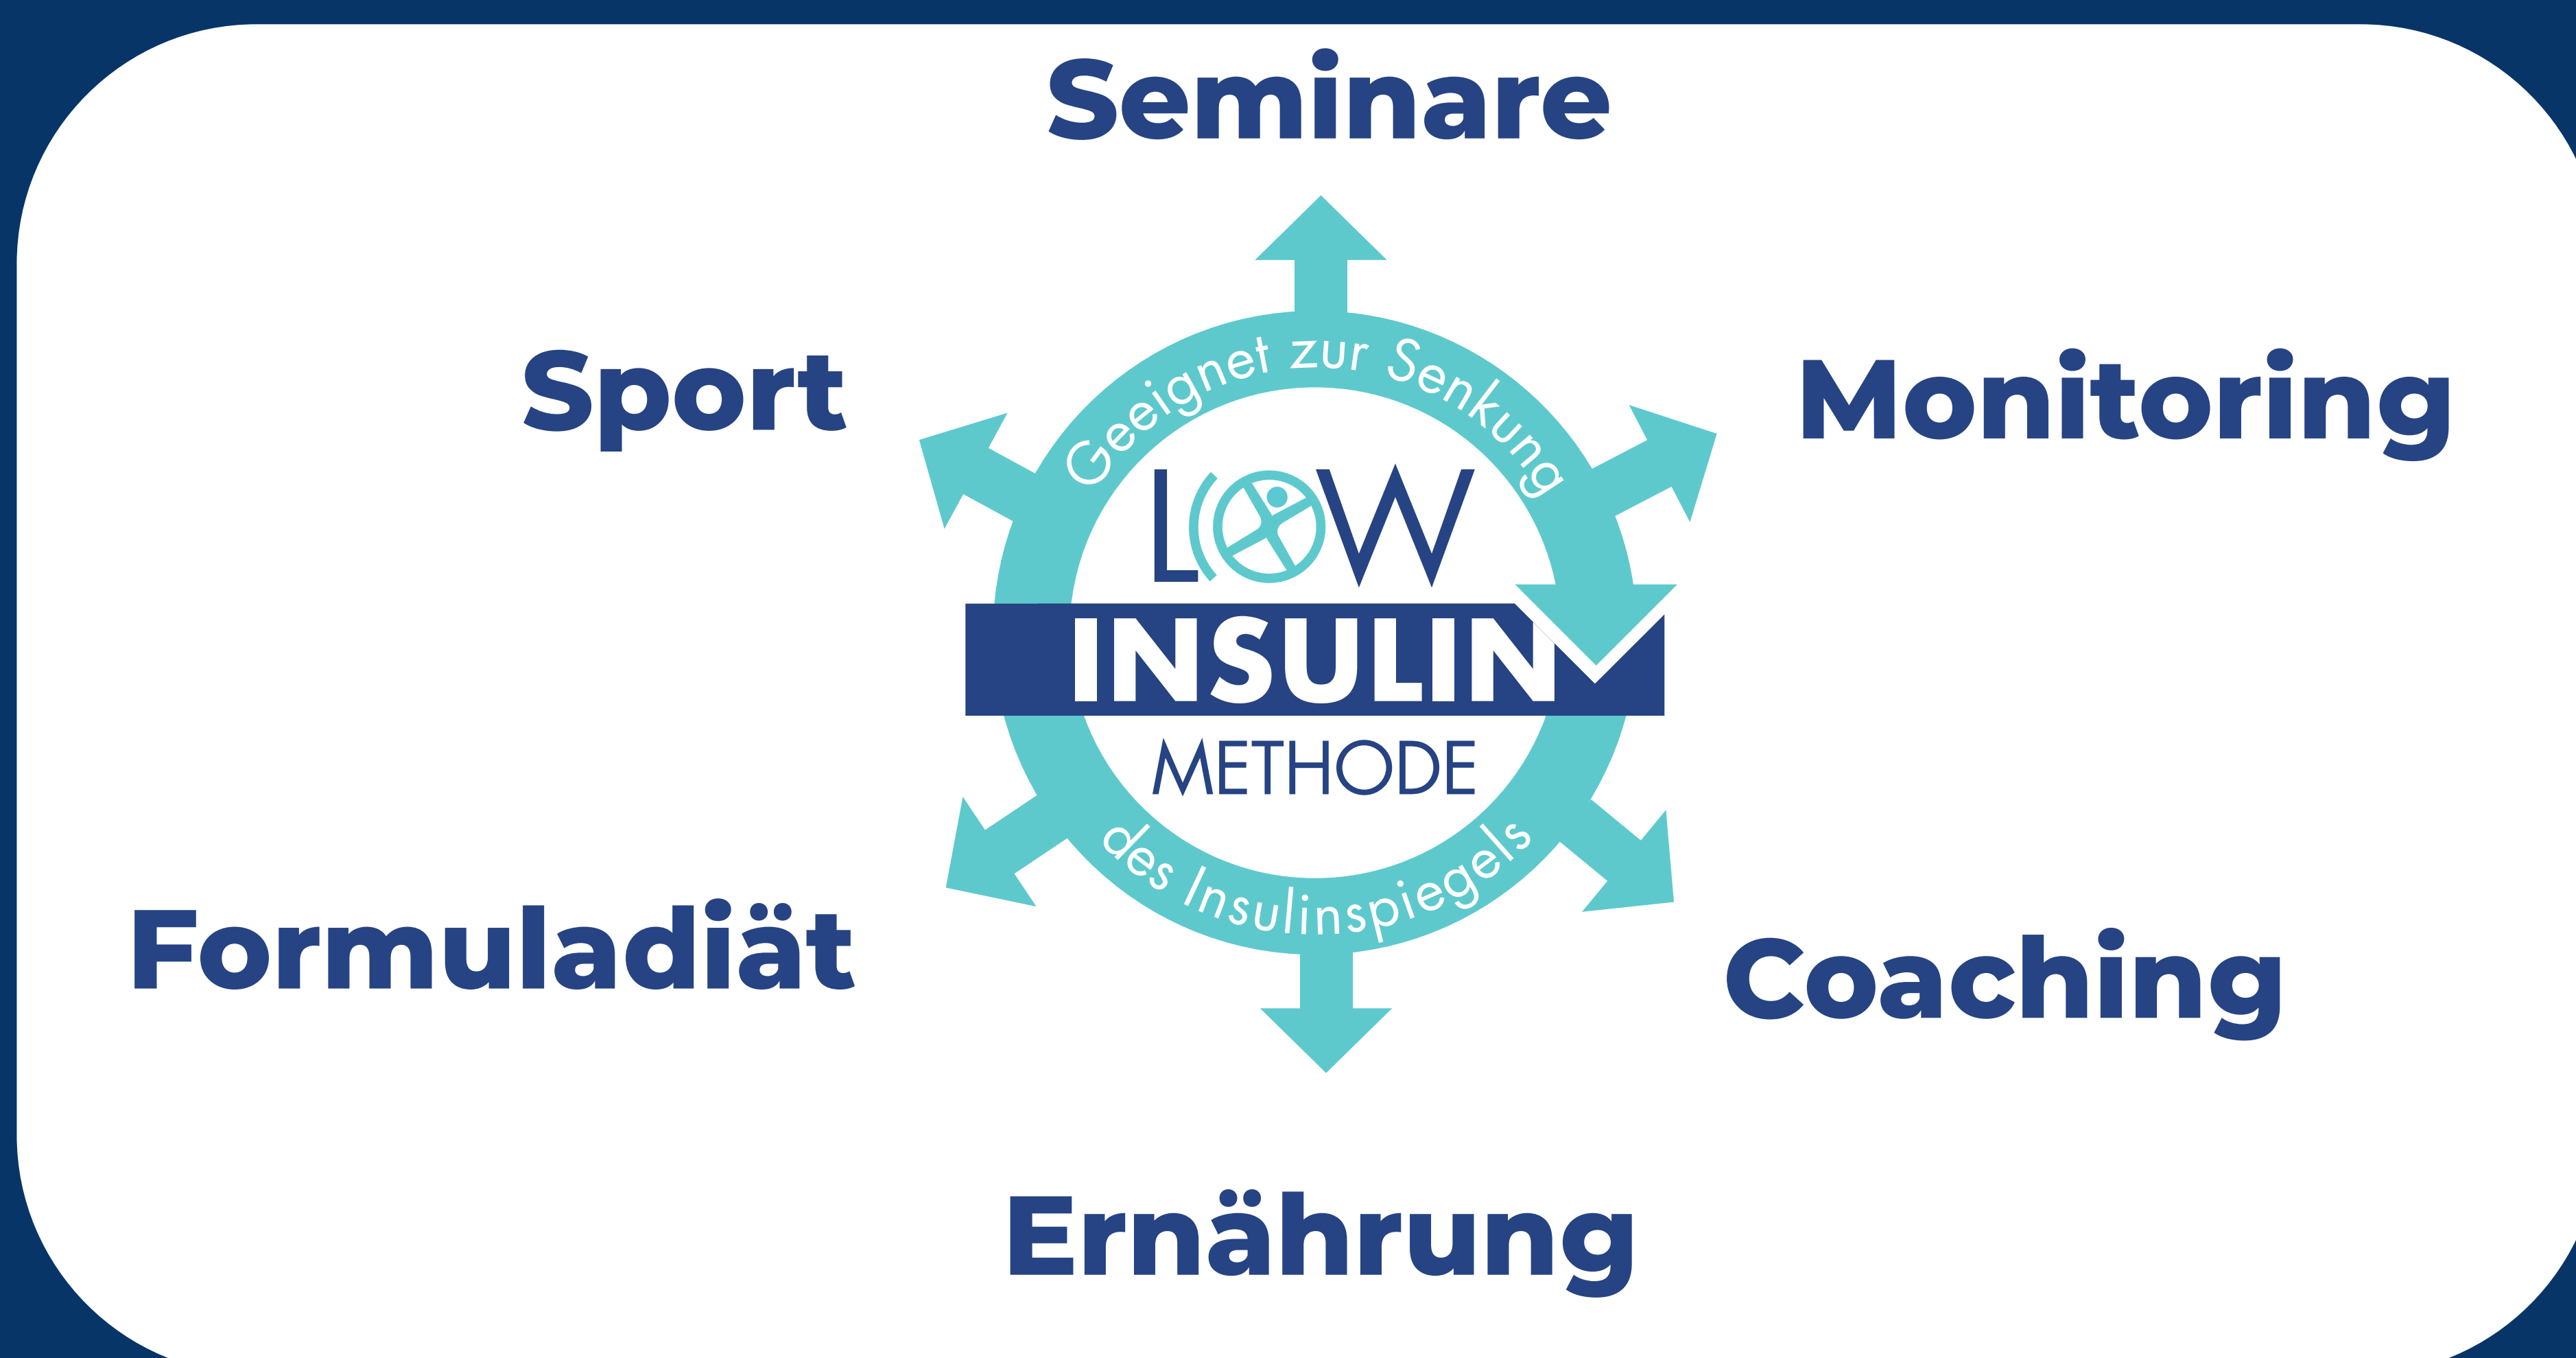 Seminare
Sport
Monitoring
Geeignet zur Senkung
LOW
INSULIN
METHODE
des Insulinspiegels
Formuladiät
Coaching
Ernährung